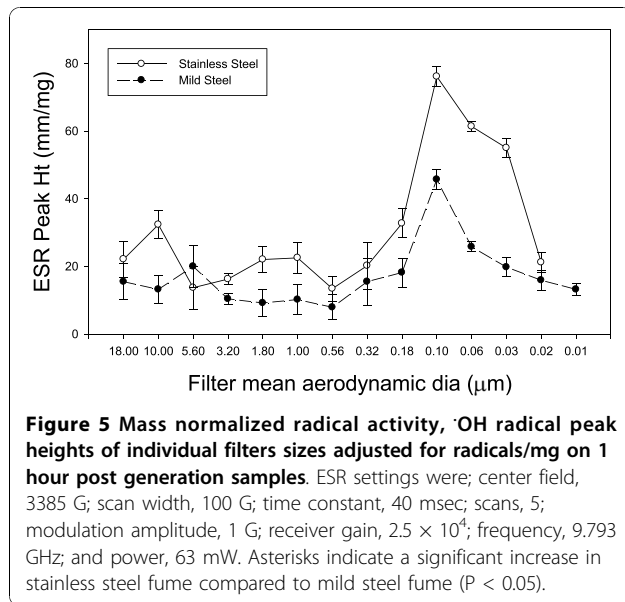 Stainless Steel
Mild Steel
ESR Peak Ht (mm/mg)
80
60
40
20
0
18.00 10.00 5.60 3.20 1.80 1.00 0.56 0.32 0.18 0.10 0.06 0.03 0.02 0.01
Filter mean aerodynamic dia (μm)
Figure 5 Mass normalized radical activity, ·OH radical peak
heights of individual filters sizes adjusted for radicals/mg on 1
hour post generation samples. ESR settings were; center field,
3385 G; scan width, 100 G; time constant, 40 msec; scans, 5;
modulation amplitude, 1 G; receiver gain, 2.5 × 10⁴; frequency, 9.793
GHz; and power, 63 mW. Asterisks indicate a significant increase in
stainless steel fume compared to mild steel fume (P < 0.05).